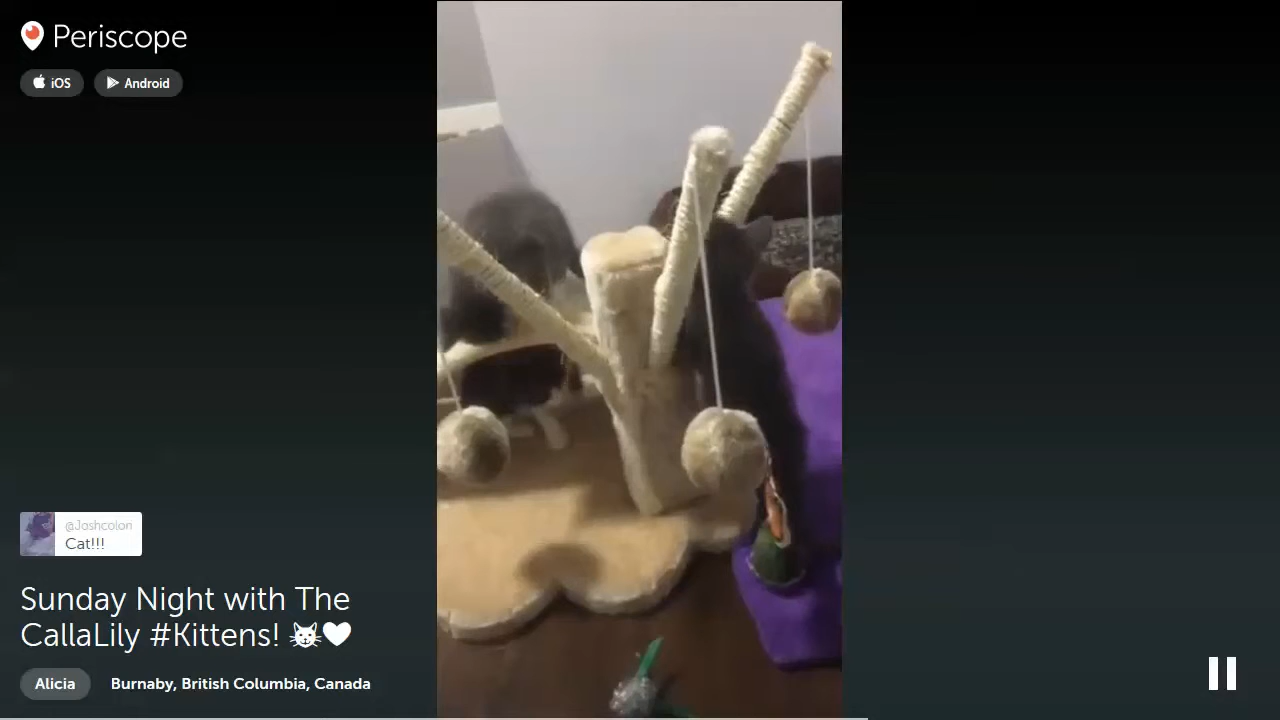 Periscope
iOS
Android
@Joshcolon
Cat!!!
Sunday Night with The
CallaLily #Kittens! 😺🤍
Alicia
Burnaby, British Columbia, Canada